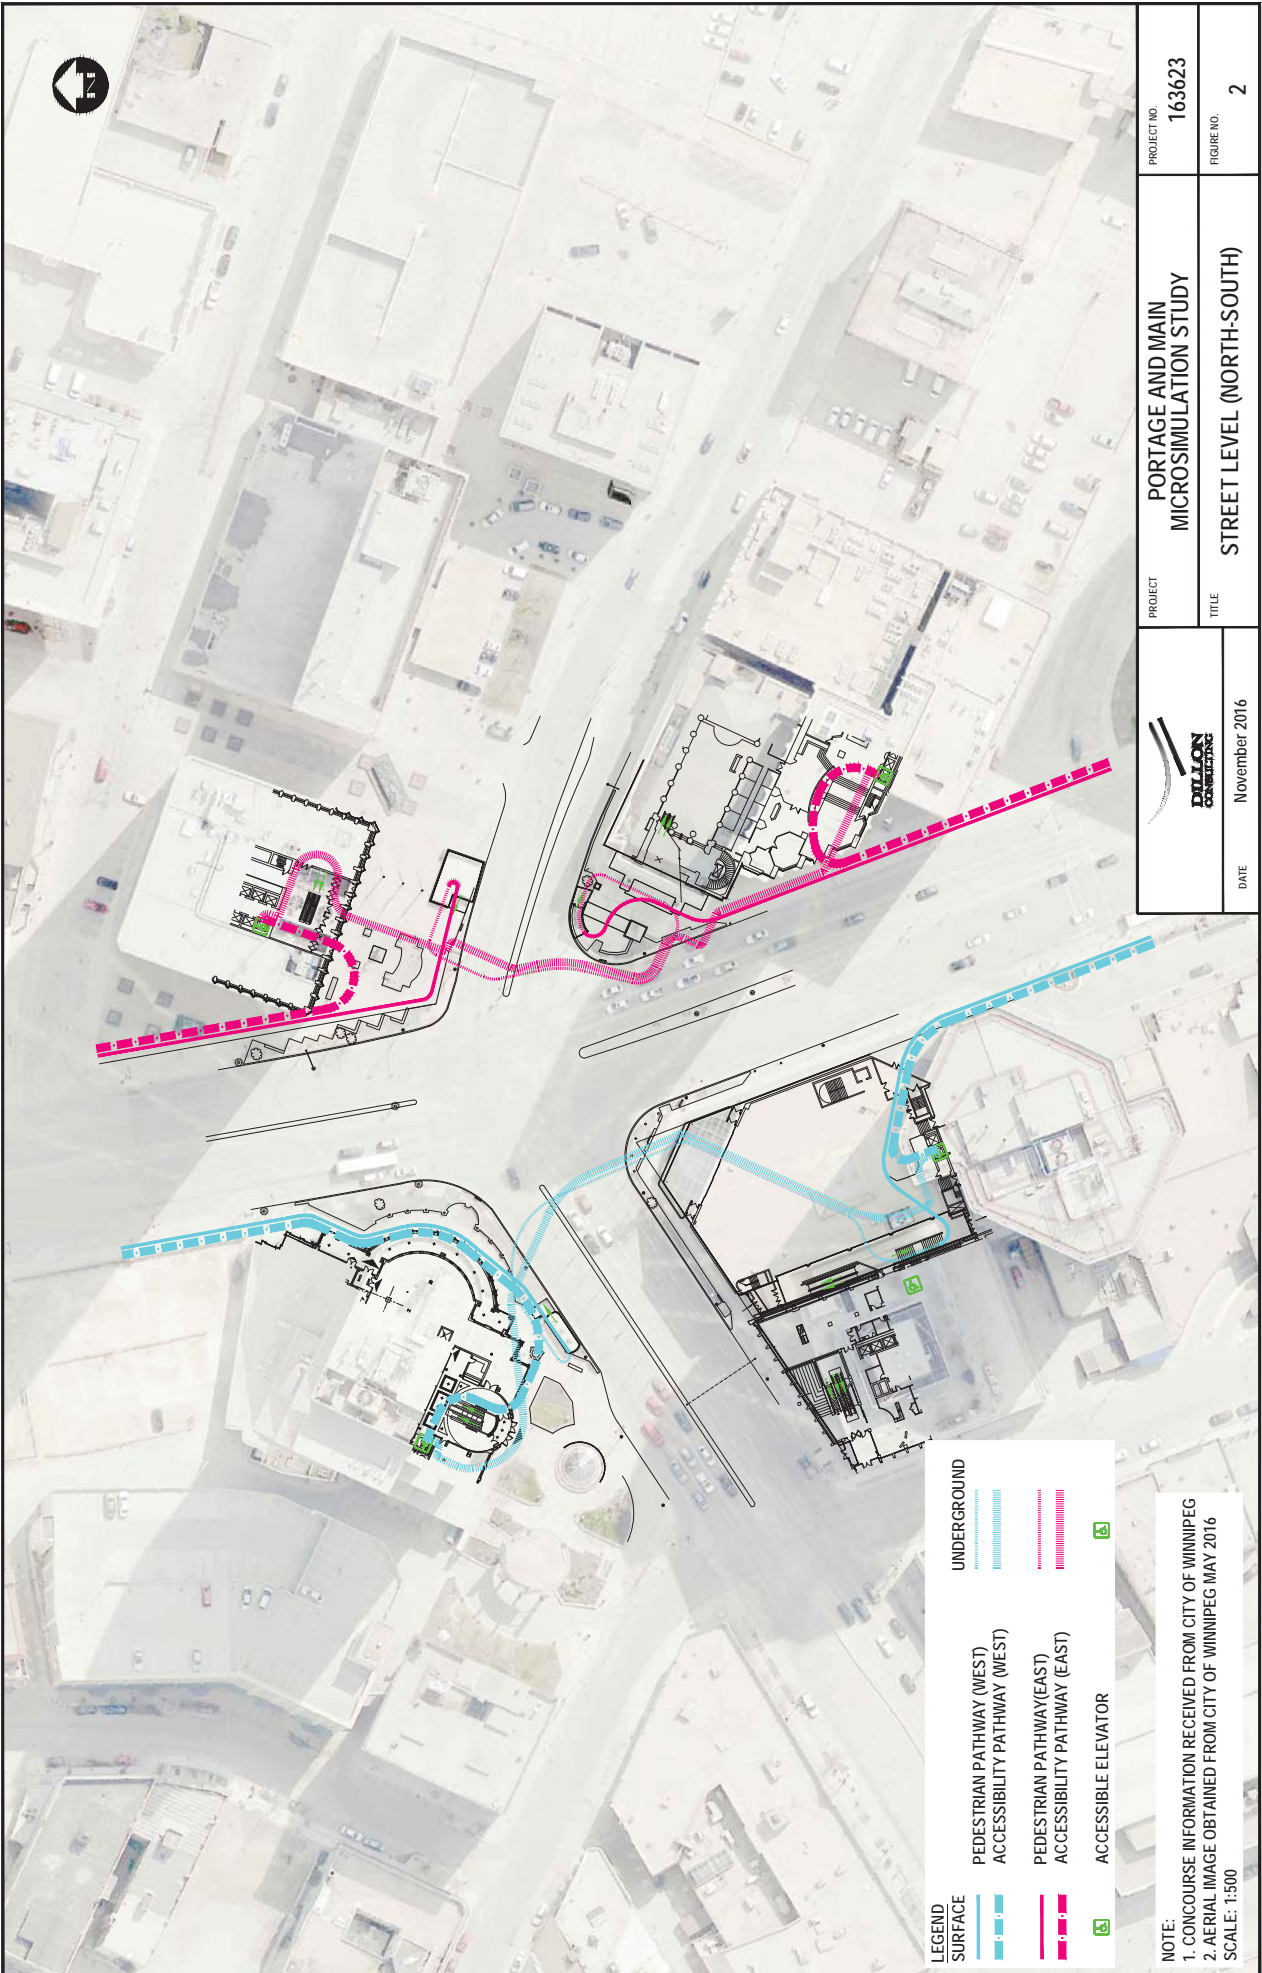 LEGEND
SURFACE
UNDERGROUND
PEDESTRIAN PATHWAY (WEST)
ACCESSIBILITY PATHWAY (WEST)
PEDESTRIAN PATHWAY(EAST)
ACCESSIBILITY PATHWAY (EAST)
ACCESSIBLE ELEVATOR
NOTE:
1. CONCOURSE INFORMATION RECEIVED FROM CITY OF WINNIPEG
2. AERIAL IMAGE OBTAINED FROM CITY OF WINNIPEG MAY 2016
SCALE: 1:500
DILLON
CONSULTING
DATE
November 2016
PROJECT
PORTAGE AND MAIN
MICROSIMULATION STUDY
TITLE
STREET LEVEL (NORTH-SOUTH)
PROJECT NO.
163623
FIGURE NO.
2